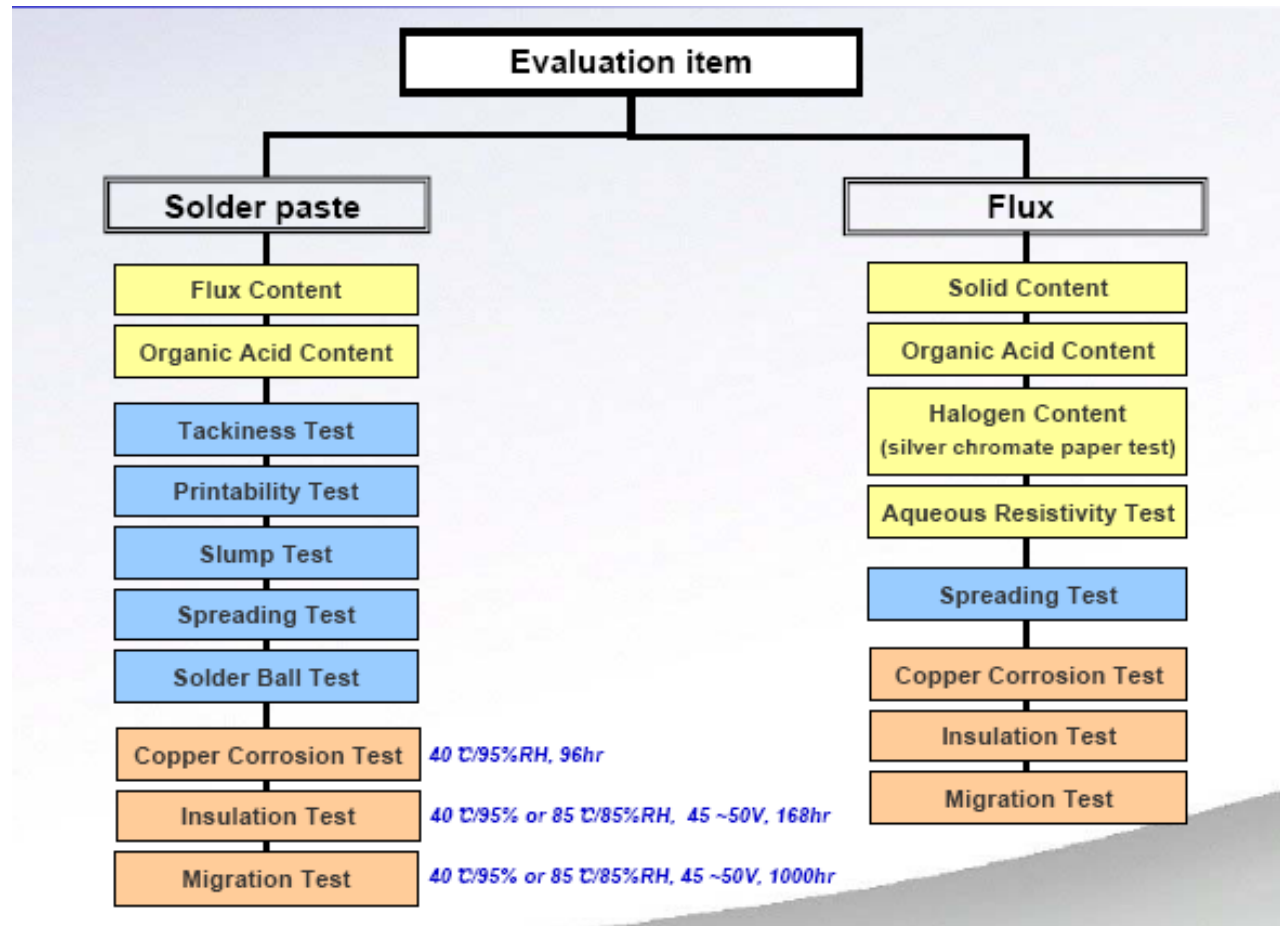 Evaluation item
Solder paste
Flux Content
Organic Acid Content
Tackiness Test
Printability Test
Slump Test
Spreading Test
Solder Ball Test
Copper Corrosion Test
40 ℃/95%RH, 96hr
Insulation Test
40 ℃/95% or 85 ℃/85%RH, 45 ~50V, 168hr
Migration Test
40 ℃/95% or 85 ℃/85%RH, 45 ~50V, 1000hr
Flux
Solid Content
Organic Acid Content
Halogen Content
(silver chromate paper test)
Aqueous Resistivity Test
Spreading Test
Copper Corrosion Test
Insulation Test
Migration Test